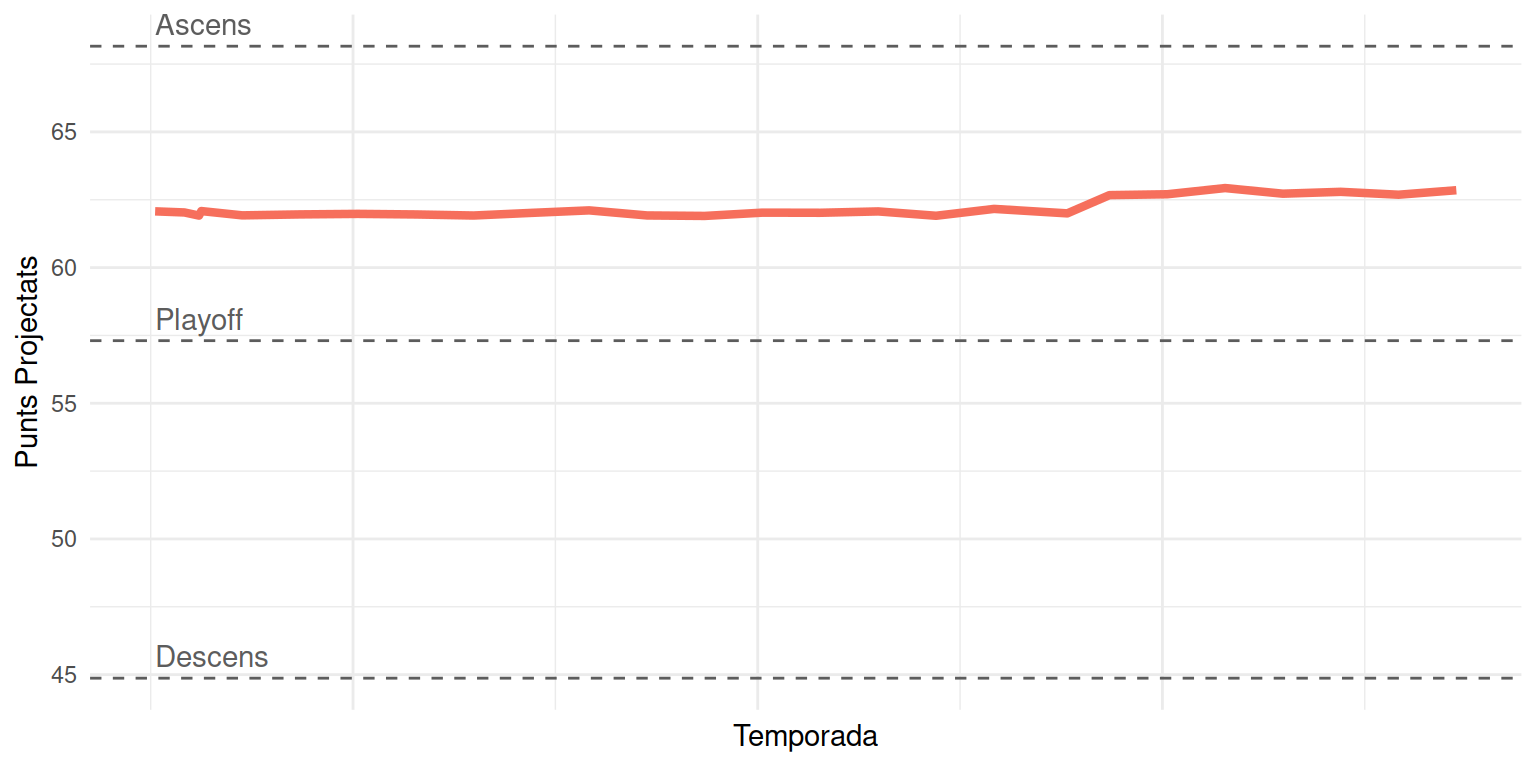 Ascens
65
60
Playoff
55
50
Descens
45
Punts Projectats
Temporada